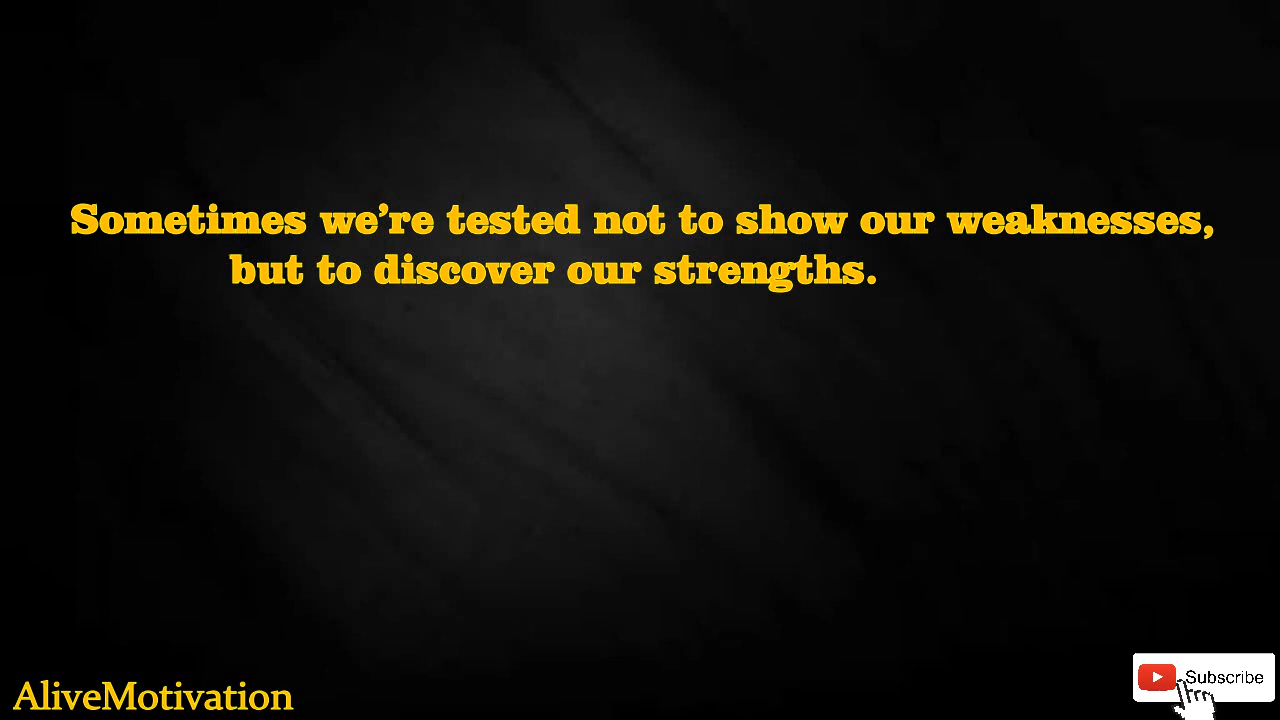 Sometimes we’re tested not to show our weaknesses,
but to discover our strengths.
AliveMotivation
Subscribe